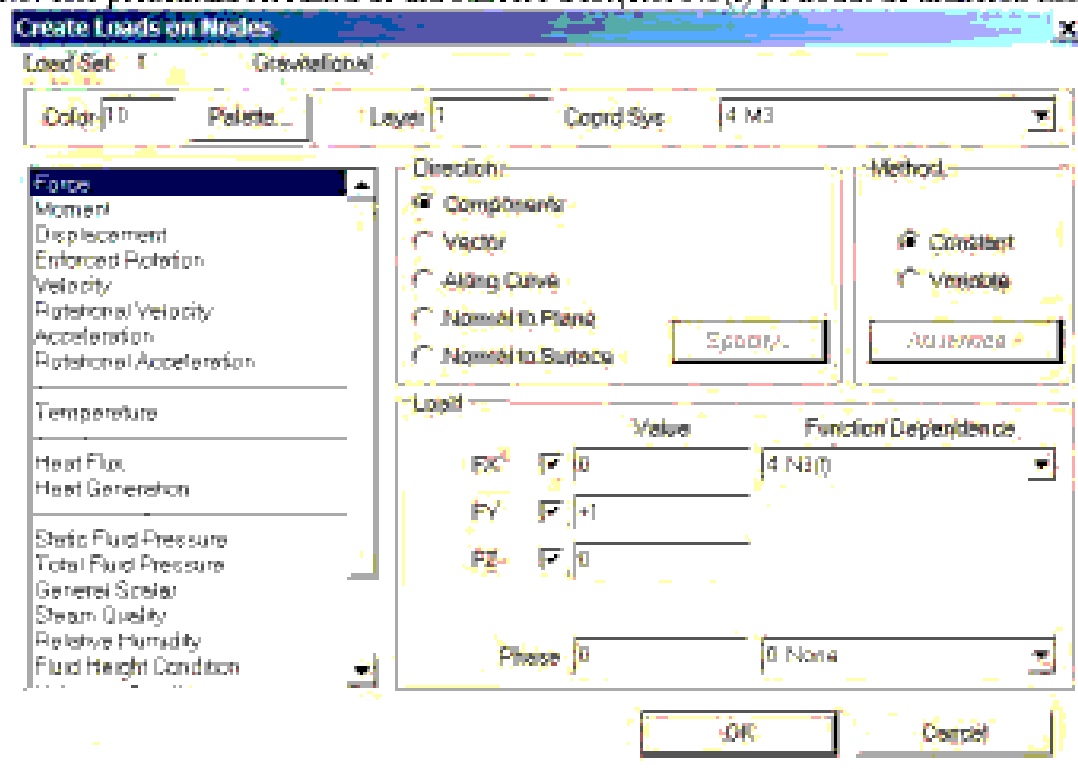 Create Loads on Nodes
Load Set 1 Gravitational
Color 10 Palette... Layer 1 Coord Sys 4 M3
Force
Moment
Displacement
Enforced Rotation
Velocity
Rotational Velocity
Acceleration
Rotational Acceleration
Temperature
Heat Flux
Heat Generation
Static Fluid Pressure
Total Fluid Pressure
General Scalar
Steam Quality
Relative Humidity
Fluid Height Condition
Direction
Components
Vector
Along Curve
Normal to Plane
Normal to Surface
Specify...
Method
Constant
Variable
Advanced
Load
Value Function Dependence
FX 0 4 N3(t)
FY
FZ 0
Phase 0 0 None
OK Cancel